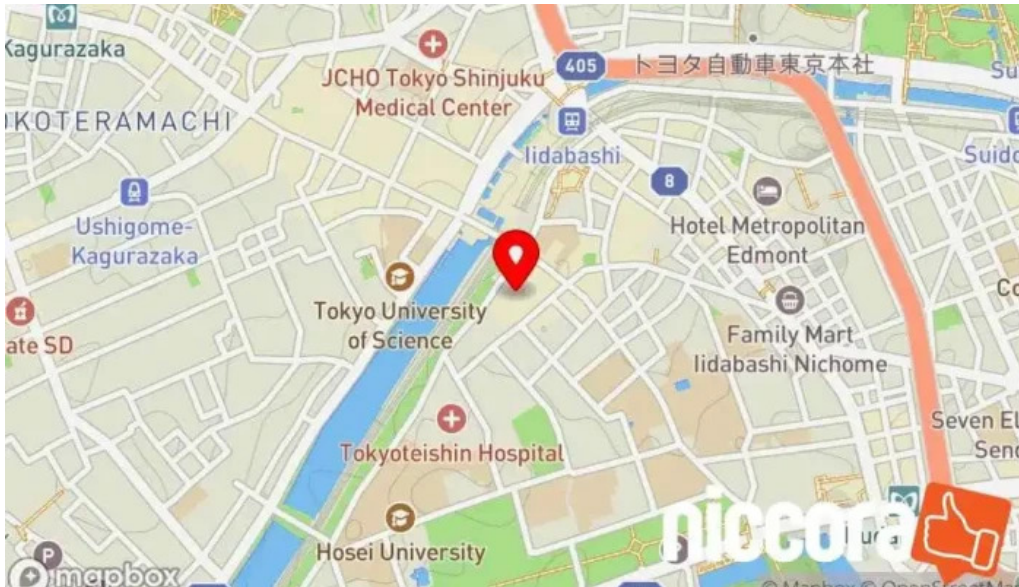 Kagurazaka
JCHO Tokyo Shinjuku
Medical Center
405
トヨタ自動車東京本社
Iidabashi
8
Hotel Metropolitan
Edmont
Ushigome-
Kagurazaka
Tokyo University
of Science
Family Mart
Iidabashi Nichome
Tokyoteishin Hospital
Hosei University
P
niccora
mapbox
© Mapbox